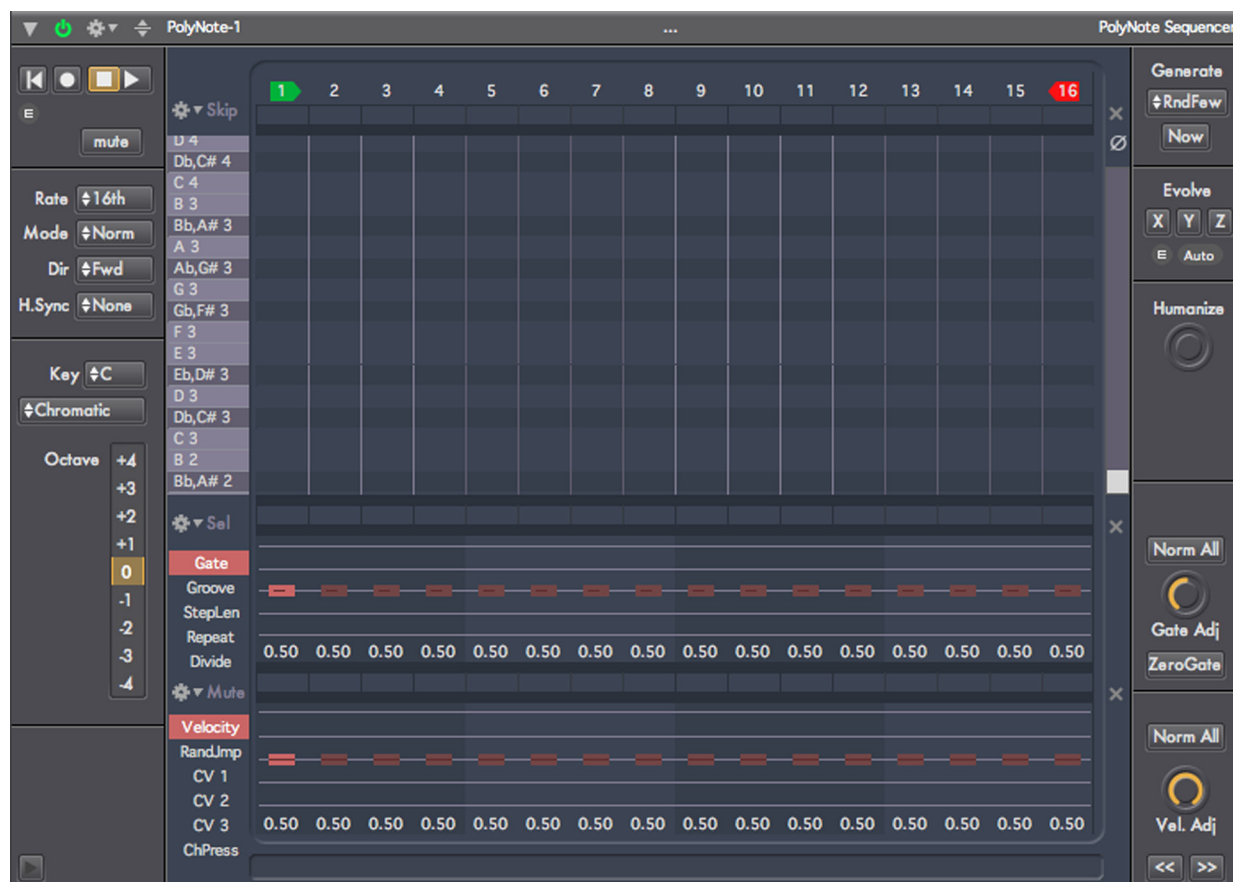 PolyNote-1 ... PolyNote Sequencer
E
mute
Rate 16th
Mode Norm
Dir Fwd
H.Sync None
Key C
Chromatic
Octave +4
+3
+2
+1
0
-1
-2
-3
-4
1 2 3 4 5 6 7 8 9 10 11 12 13 14 15 16
Skip
D 4
Db,C# 4
C 4
B 3
Bb,A# 3
A 3
Ab,G# 3
G 3
Gb,F# 3
F 3
E 3
Eb,D# 3
D 3
Db,C# 3
C 3
B 2
Bb,A# 2
Sel
Gate
Groove
StepLen
Repeat
Divide
0.50 0.50 0.50 0.50 0.50 0.50 0.50 0.50 0.50 0.50 0.50 0.50 0.50 0.50 0.50 0.50
Mute
Velocity
RandJmp
CV 1
CV 2
CV 3
0.50 0.50 0.50 0.50 0.50 0.50 0.50 0.50 0.50 0.50 0.50 0.50 0.50 0.50 0.50 0.50
ChPress
Generate
RndFew
Now
Evolve
X Y Z
E Auto
Humanize
Norm All
Gate Adj
ZeroGate
Norm All
Vel. Adj
<< >>